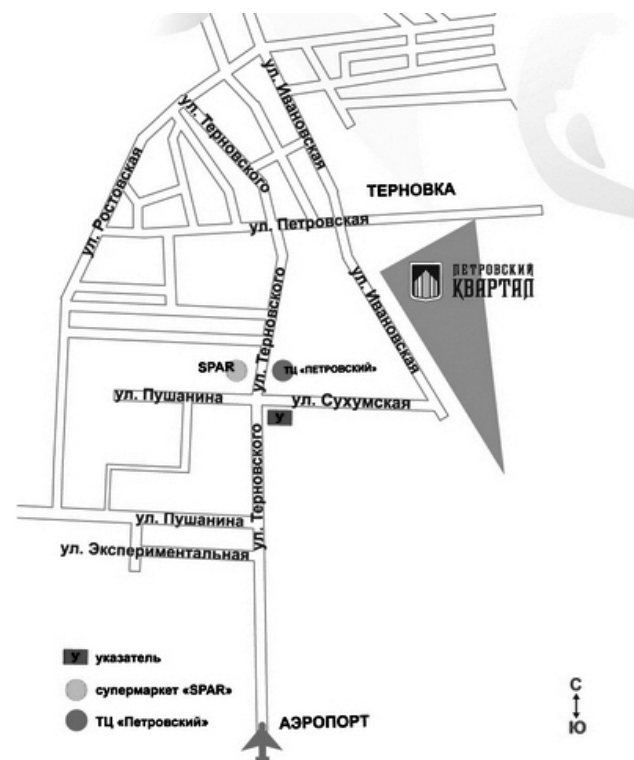 ул. Ивановская
ул. Терновского
ул. Ростовская
ТЕРНОВКА
ул. Петровская
ПЕТРОВСКИЙ
КВАРТАЛ
ул. Ивановская
ул. Терновского
SPAR
ТЦ «ПЕТРОВСКИЙ»
ул. Пушанина
ул. Сухумская
У
ул. Терновского
ул. Пушанина
ул. Экспериментальная
У указатель
супермаркет «SPAR»
ТЦ «Петровский»
АЭРОПОРТ
С
Ю